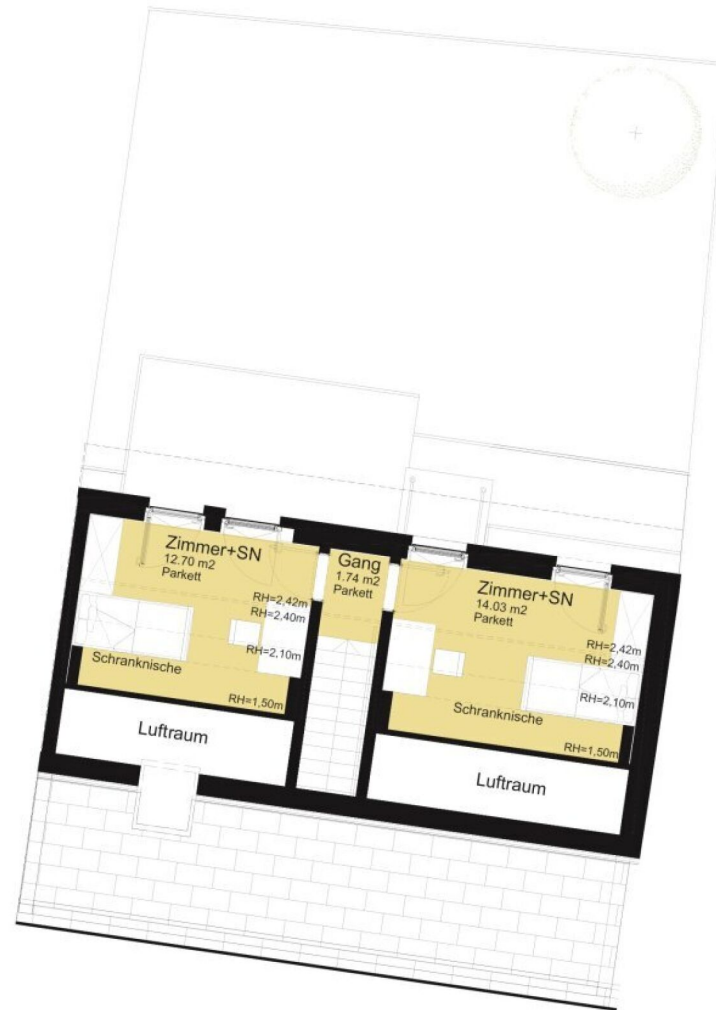 Zimmer+SN
12.70 m2
Parkett
RH=2,42m
RH=2,40m
RH=2,10m
Schranknische
RH=1,50m
Luftraum
Gang
1.74 m2
Parkett
Zimmer+SN
14.03 m2
Parkett
RH=2,42m
RH=2,40m
RH=2,10m
Schranknische
RH=1,50m
Luftraum